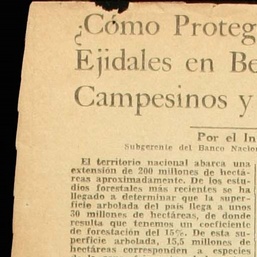 ¿Cómo Proteg
Ejidales en Be
Campesinos y
Por el In
Subgerente del Banco Nacio
El territorio nacional abarca una
extensión de 200 millones de hectá-
reas aproximadamente. De los estu-
dios forestales más recientes se ha
llegado a determinar que la super-
ficie arbolada del país llega a unos
30 millones de hectáreas, de donde
resulta que tenemos un coeficiente
de forestación del 15%. De esta su-
perficie arbolada, 15.5 millones de
hectáreas corresponden a especies